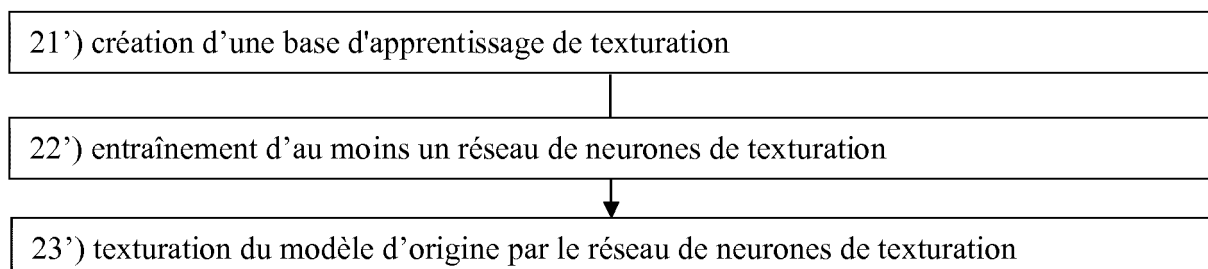 21’) création d’une base d'apprentissage de texturation
22’) entraînement d’au moins un réseau de neurones de texturation
23’) texturation du modèle d’origine par le réseau de neurones de texturation